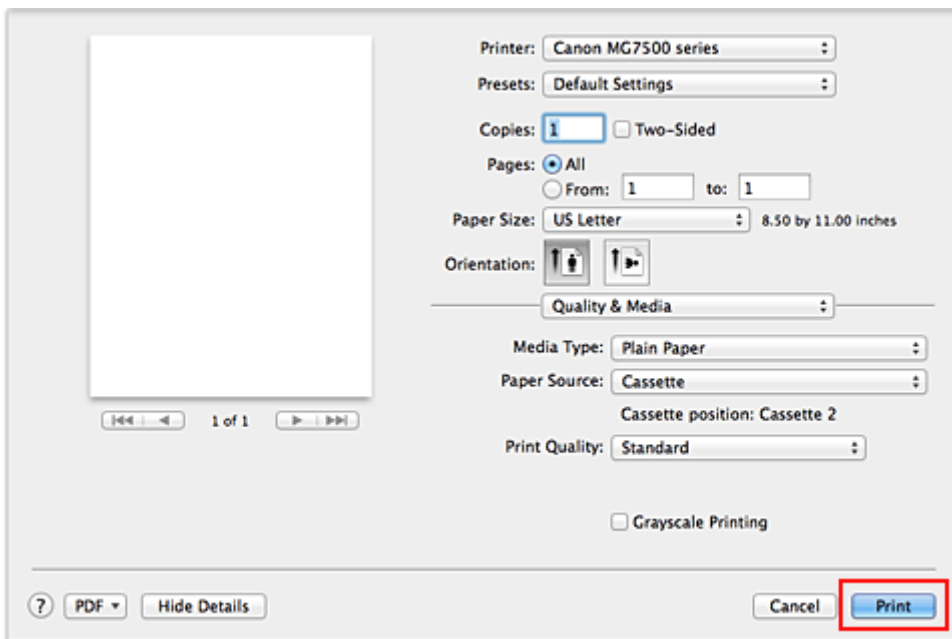 Printer: Canon MG7500 series
Presets: Default Settings
Copies: 1 Two-Sided
Pages: All
From: 1 to: 1
Paper Size: US Letter 8.50 by 11.00 inches
Orientation:
Quality & Media
Media Type: Plain Paper
Paper Source: Cassette
Cassette position: Cassette 2
1 of 1
Print Quality: Standard
Grayscale Printing
? PDF Hide Details Cancel Print